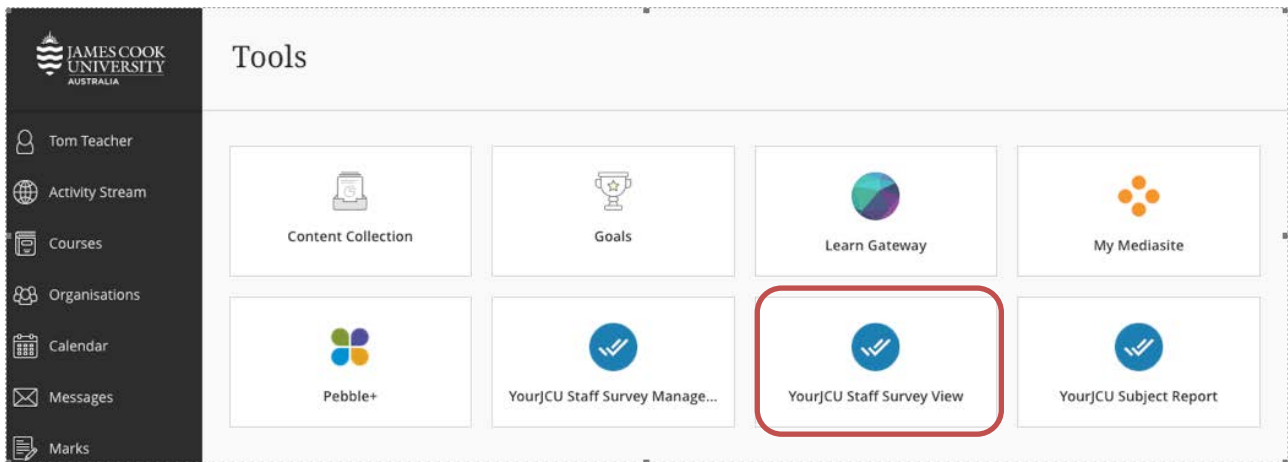 JAMES COOK
UNIVERSITY
AUSTRALIA
Tools
Tom Teacher
Activity Stream
Courses
Organisations
Calendar
Messages
Marks
Content Collection
Goals
Learn Gateway
My Mediasite
Pebble+
YourJCU Staff Survey Manage...
YourJCU Staff Survey View
YourJCU Subject Report